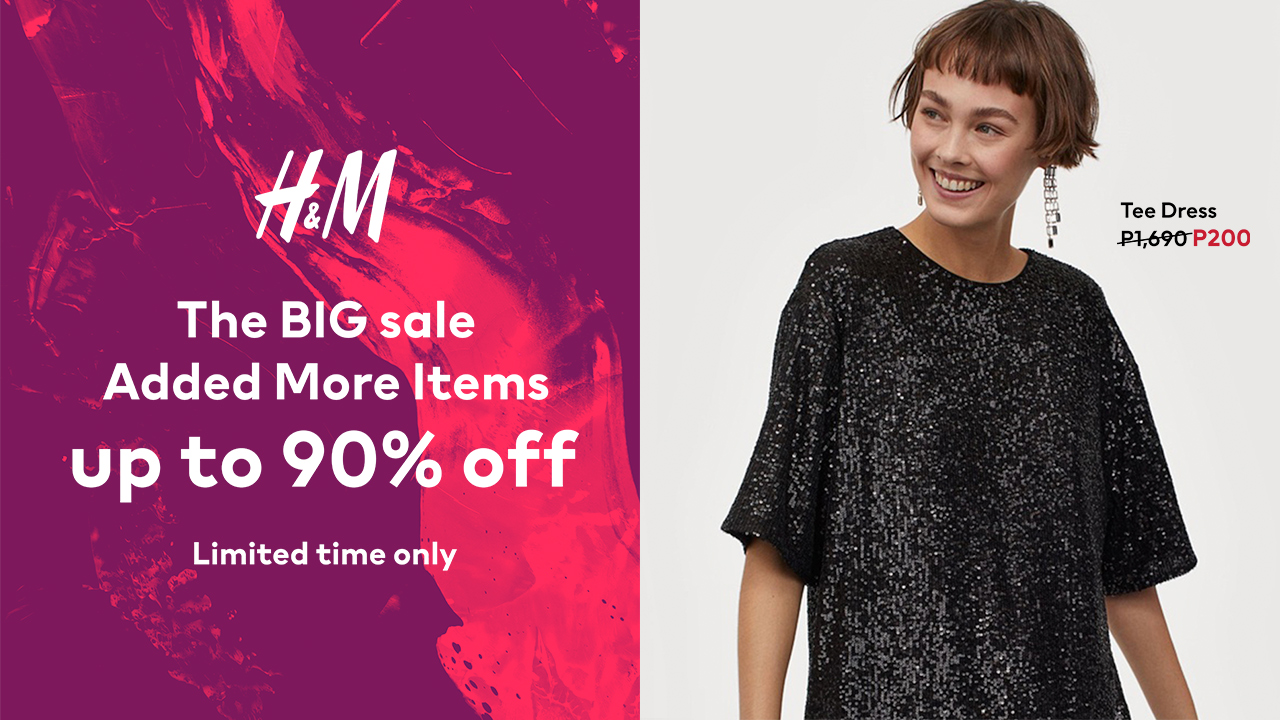 H&M
The BIG sale
Added More Items
up to 90% off
Limited time only
Tee Dress
P1,690 P200